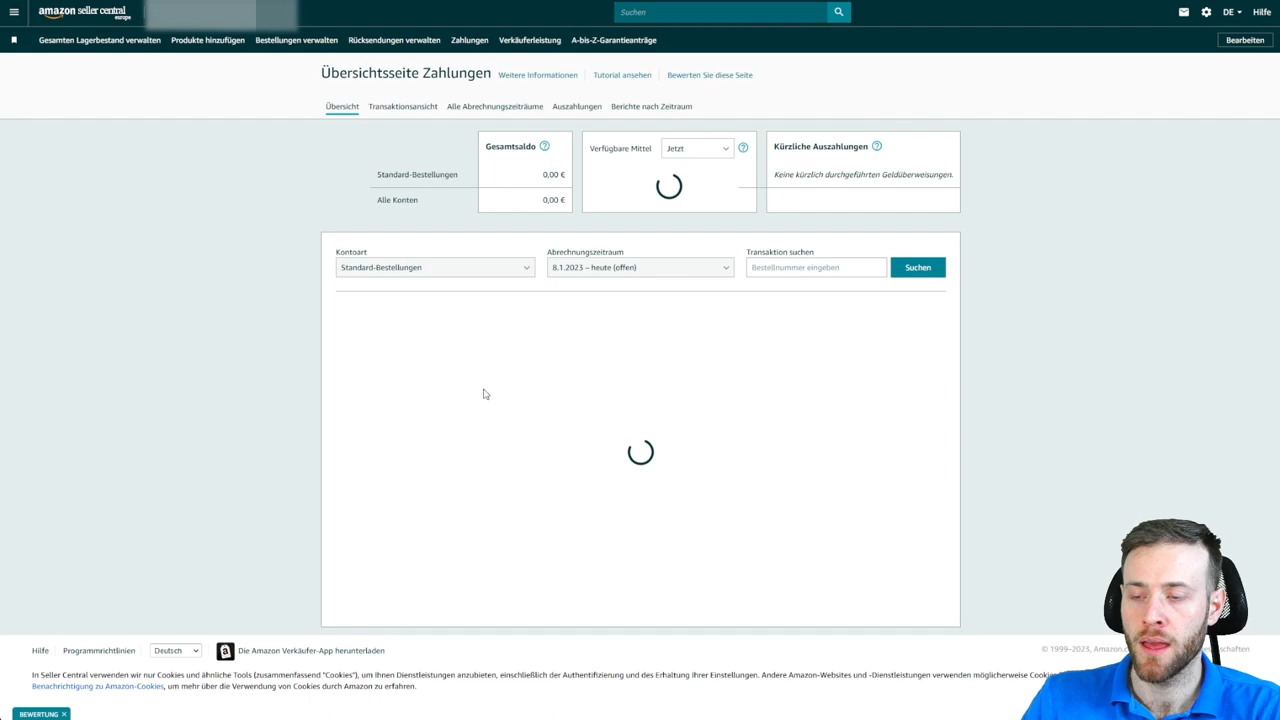 amazon seller central
europe
Suchen
DE
Hilfe
Gesamten Lagerbestand verwalten
Produkte hinzufügen
Bestellungen verwalten
Rücksendungen verwalten
Zahlungen
Verkäuferleistung
A-bis-Z-Garantieanträge
Bearbeiten
Übersichtsseite Zahlungen
Weitere Informationen
Tutorial ansehen
Bewerten Sie diese Seite
Übersicht
Transaktionsansicht
Alle Abrechnungszeiträume
Auszahlungen
Berichte nach Zeitraum
Gesamtsaldo
Verfügbare Mittel
Jetzt
Kürzliche Auszahlungen
Standard-Bestellungen
0,00 €
Keine kürzlich durchgeführten Geldüberweisungen.
Alle Konten
0,00 €
Kontoart
Abrechnungszeitraum
Transaktion suchen
Standard-Bestellungen
8.1.2023 – heute (offen)
Bestellnummer eingeben
Suchen
Hilfe
Programmrichtlinien
Deutsch
Die Amazon Verkäufer-App herunterladen
© 1999-2023, Amazon.c
In Seller Central verwenden wir nur Cookies und ähnliche Tools (zusammenfassend "Cookies"), um Ihnen Dienstleistungen anzubieten, einschließlich der Authentifizierung und des Erhaltung Ihrer Einstellungen. Andere Amazon-Websites und -Dienstleistungen verwenden möglicherweise Cookie
Benachrichtigung zu Amazon-Cookies, um mehr über die Verwendung von Cookies durch Amazon zu erfahren.
BEWERTUNG